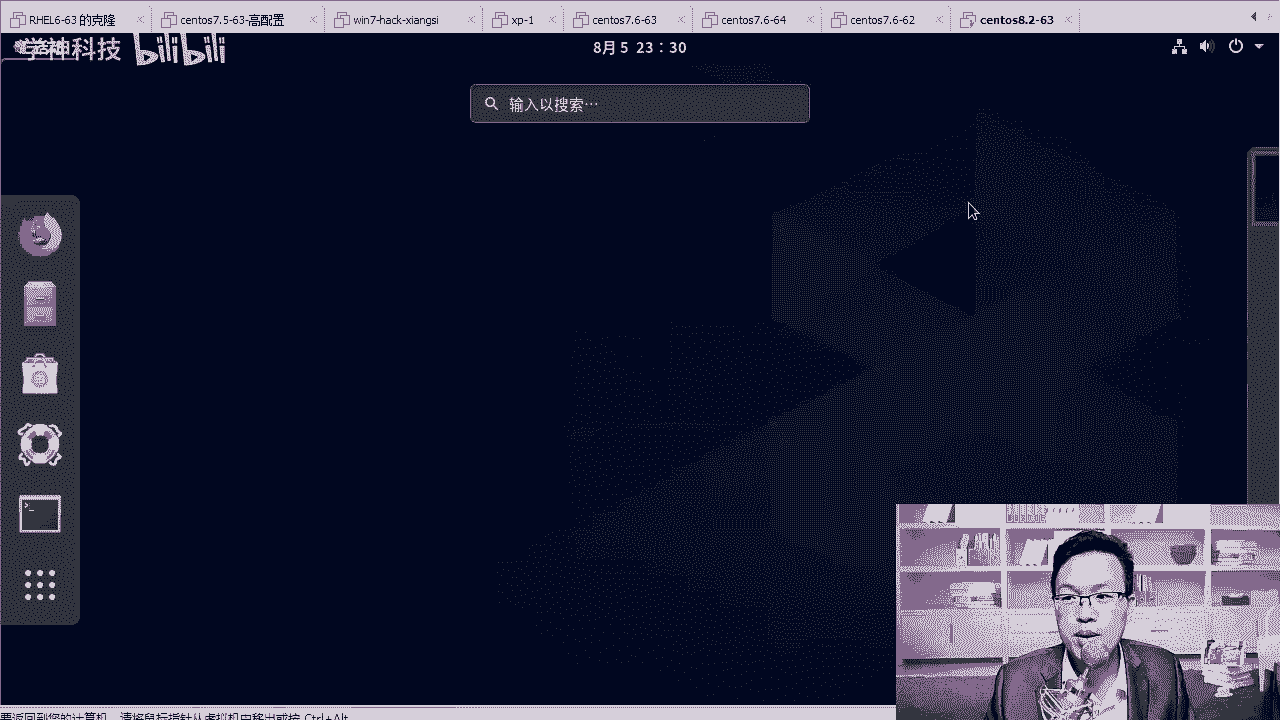 RHEL6-63 的克隆
centos7.5-63-高配置
win7-hack-xiangsi
xp-1
centos7.6-63
centos7.6-64
centos7.6-62
centos8.2-63
学神科技 bilibili
8月 5 23：30
输入以搜索…
要返回到您的计算机，请将鼠标指针从虚拟机中移出或按 Ctrl+Alt